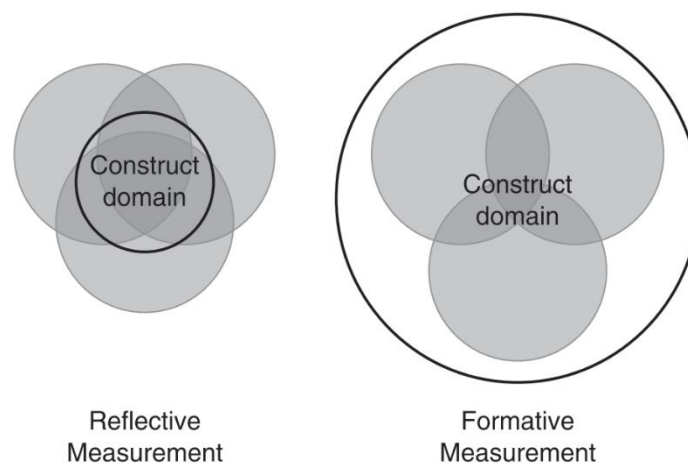 Construct
domain
Construct
domain
Reflective
Measurement
Formative
Measurement